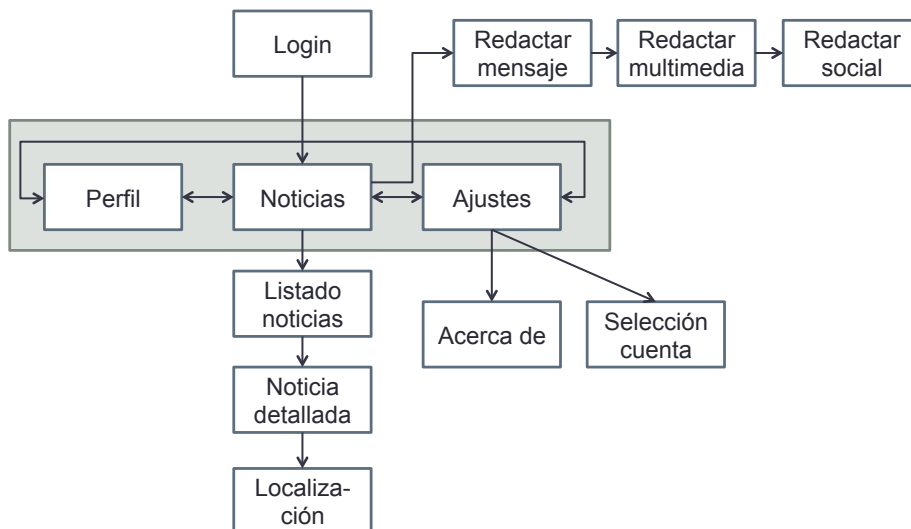 Login
Redactar
mensaje
Redactar
multimedia
Redactar
social
Perfil
Noticias
Ajustes
Listado
noticias
Acerca de
Selección
cuenta
Noticia
detallada
Localiza-
ción